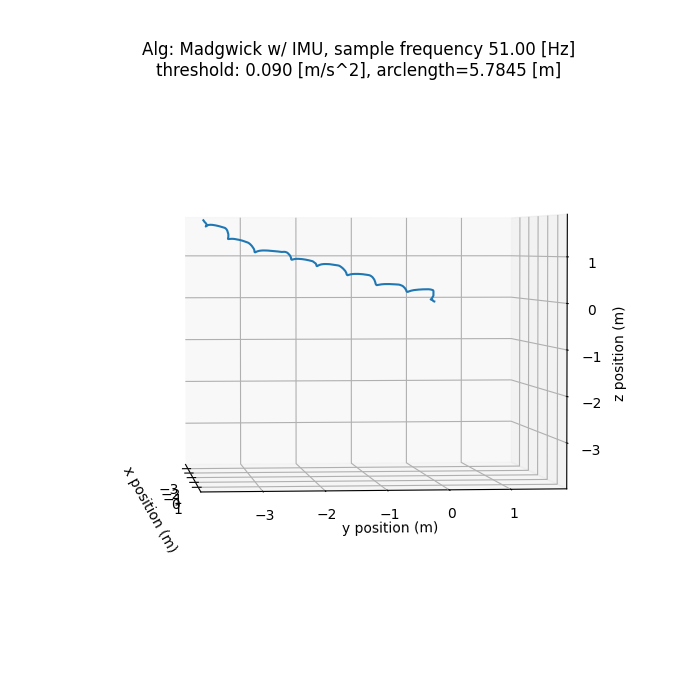 Alg: Madgwick w/ IMU, sample frequency 51.00 [Hz]
threshold: 0.090 [m/s^2], arclength=5.7845 [m]
1
0
−1
−2
−3
z position (m)
x position (m)
−3
1
−3
−2
−1
0
1
y position (m)